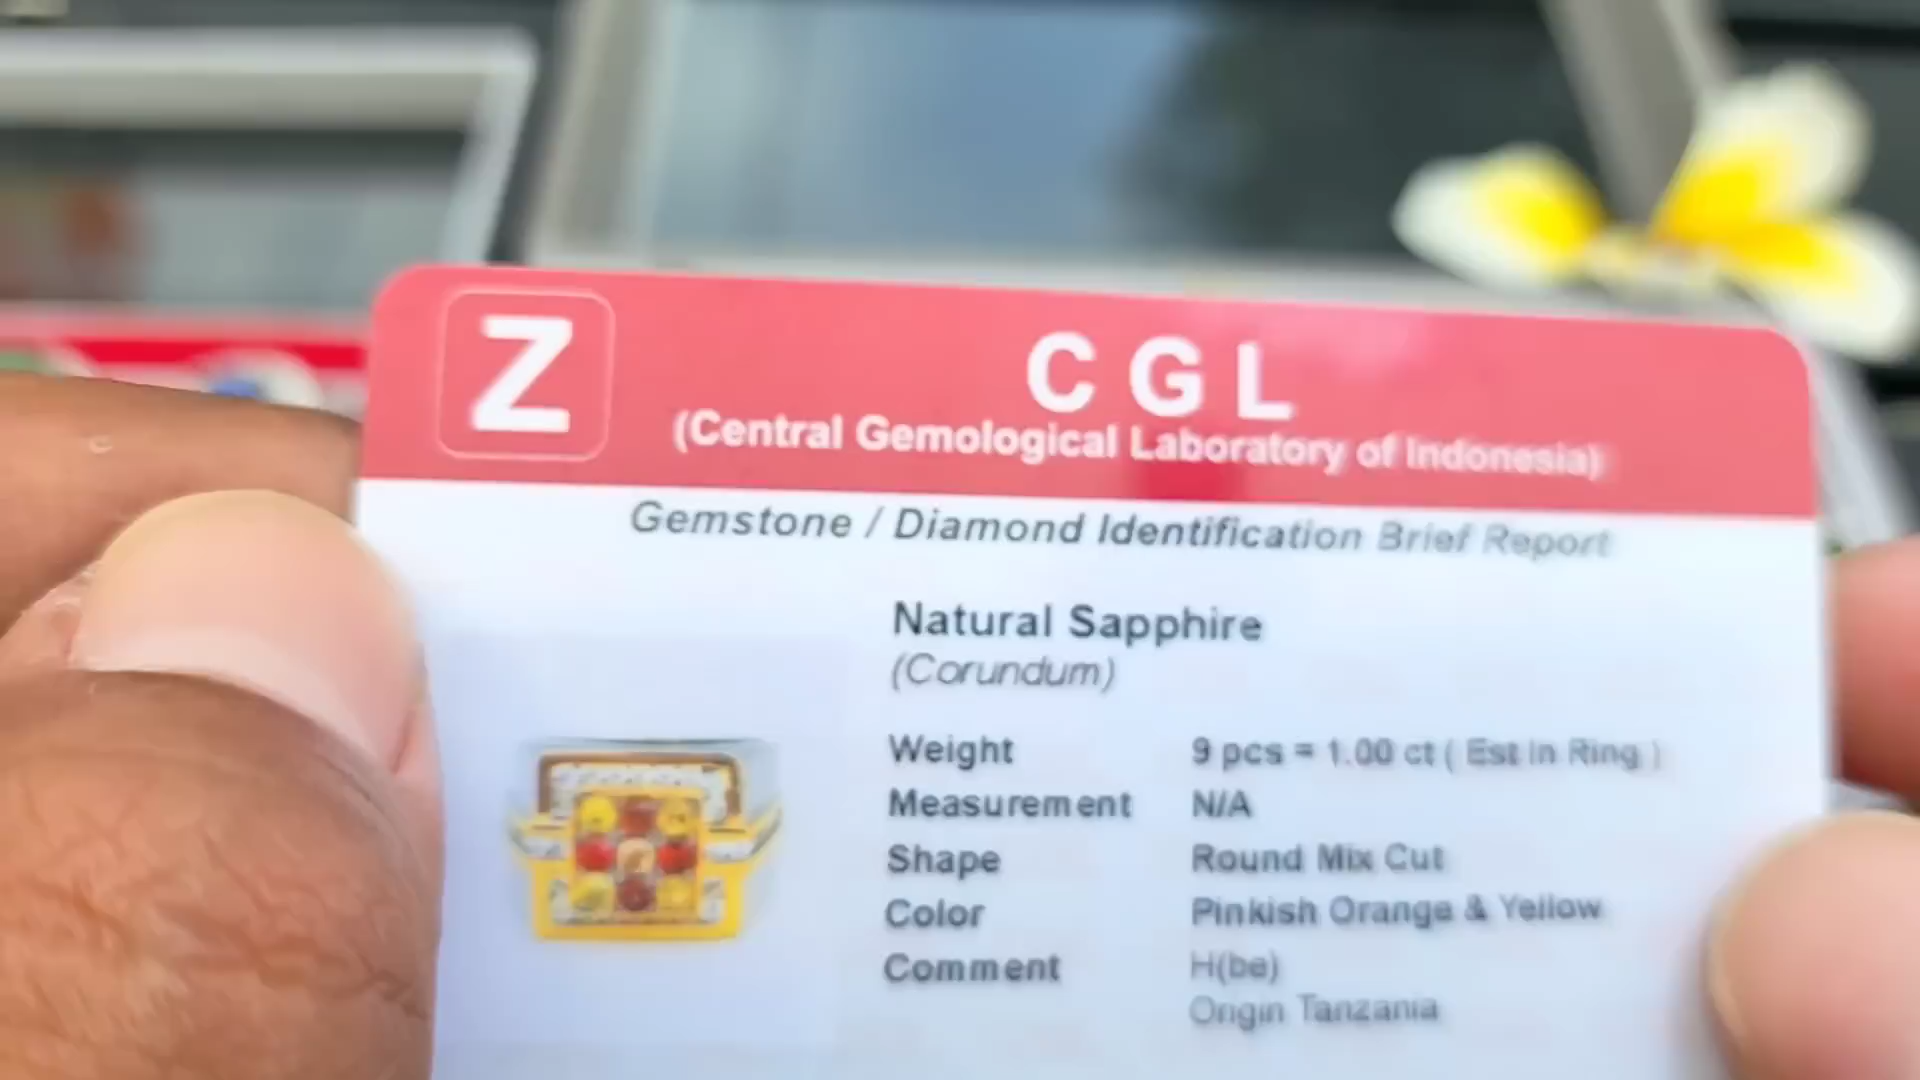 Z
C G L
(Central Gemological Laboratory of Indonesia)
Gemstone / Diamond Identification Brief Report
Natural Sapphire
(Corundum)
Weight 9 pcs = 1.00 ct ( Est In Ring )
Measurement N/A
Shape Round Mix Cut
Color Pinkish Orange & Yellow
Comment H(be)
Origin Tanzania